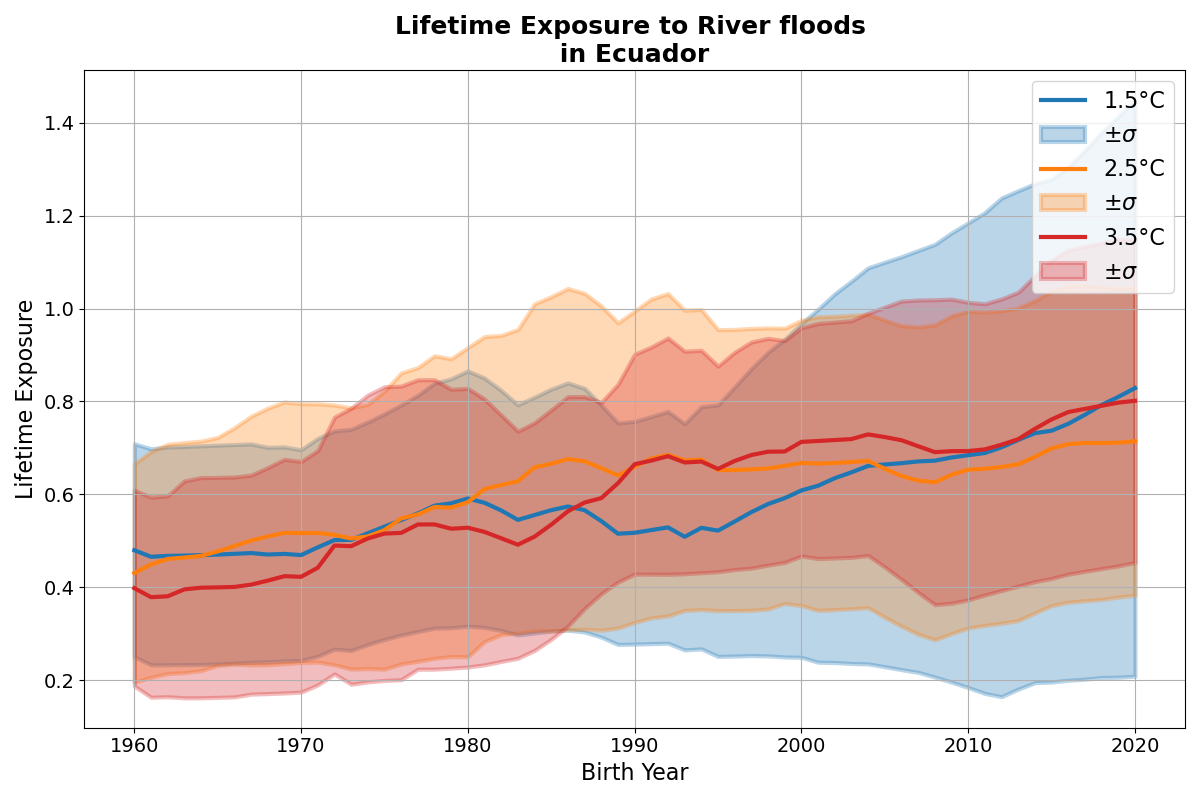 Lifetime Exposure to River floods
in Ecuador
1.5°C
±σ
2.5°C
±σ
3.5°C
±σ
Lifetime Exposure
1.4
1.2
1.0
0.8
0.6
0.4
0.2
1960 1970 1980 1990 2000 2010 2020
Birth Year